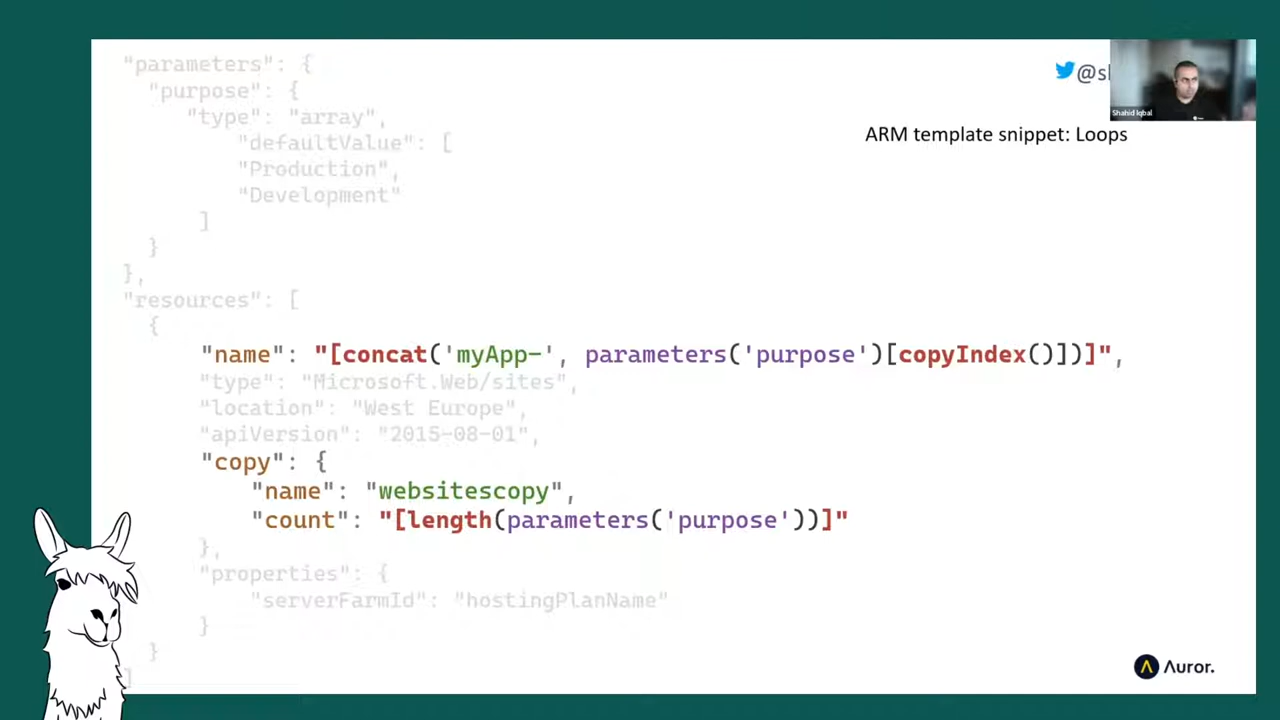 "parameters": {
"purpose": {
"type": "array",
"defaultValue": [
"Production",
"Development"
]
}
},
"resources": [
{
"name": "[concat('myApp-', parameters('purpose')[copyIndex()])]",
"type": "Microsoft.Web/sites",
"location": "West Europe",
"apiVersion": "2015-08-01",
"copy": {
"name": "websitescopy",
"count": "[length(parameters('purpose'))]"
},
"properties": {
"serverFarmId": "hostingPlanName"
}
}
]
Shahid Iqbal
ARM template snippet: Loops
Auror.